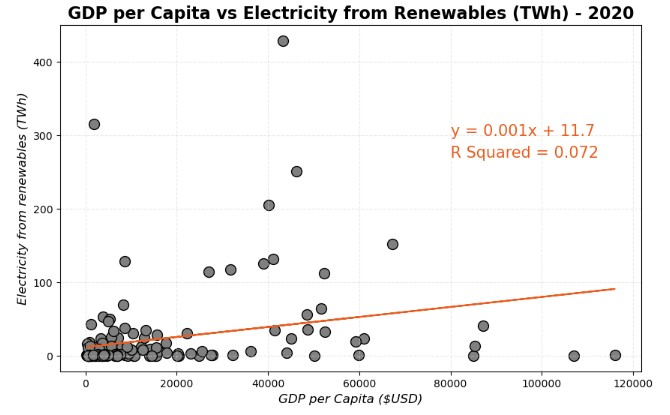 GDP per Capita vs Electricity from Renewables (TWh) - 2020
400
300
200
100
0
Electricity from renewables (TWh)
y = 0.001x + 11.7
R Squared = 0.072
0 20000 40000 60000 80000 100000 120000
GDP per Capita ($USD)